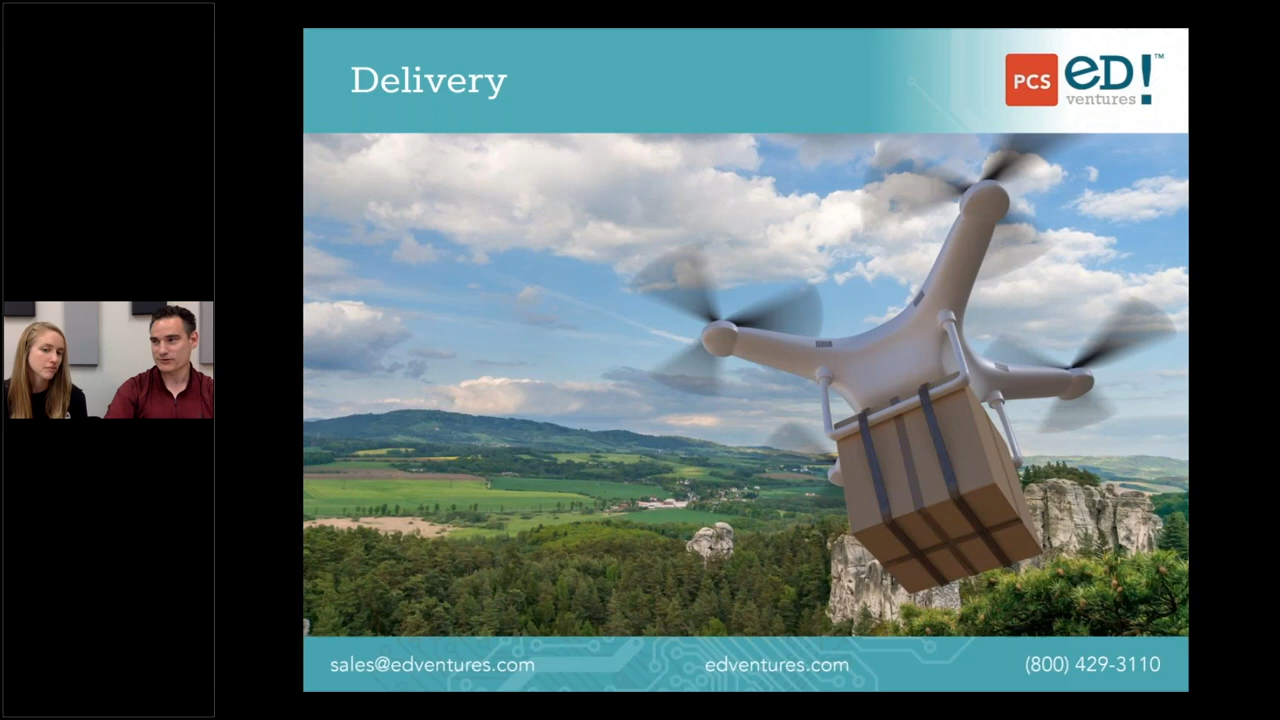 Delivery
PCS eD!™
ventures
sales@edventures.com
edventures.com
(800) 429-3110